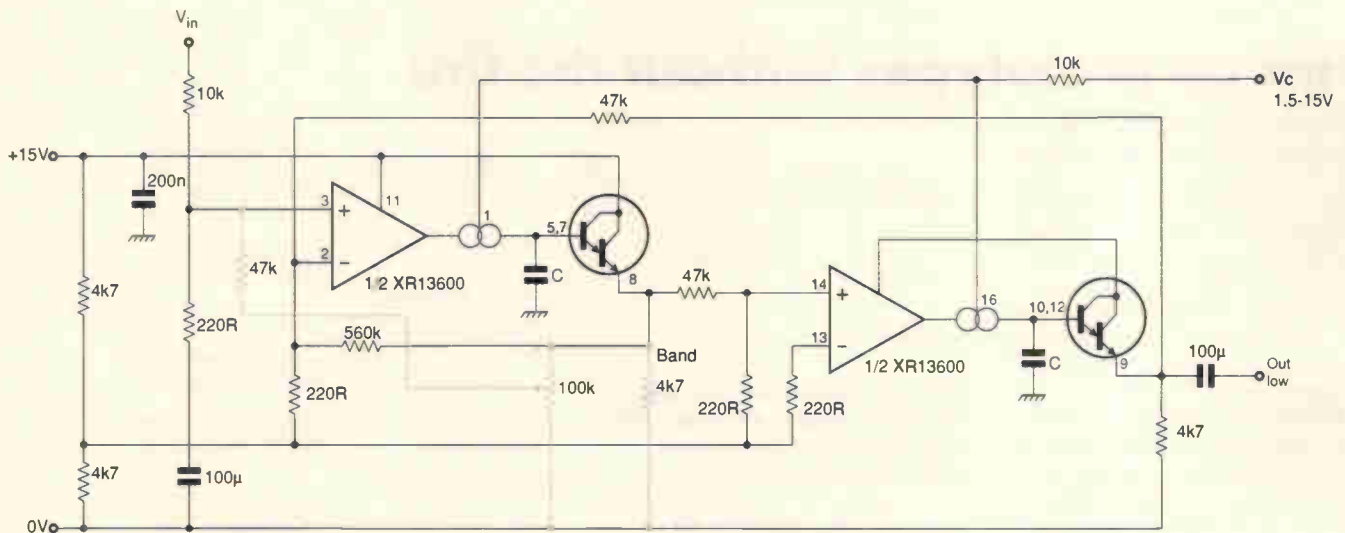 Vin
10k
+15V
200n
4k7
47k
220R
4k7
100μ
0V
3
+
2
−
11
1/2 XR13600
1
5,7
C
8
47k
560k
220R
100k
Band
4k7
47k
220R
220R
14
+
13
−
1/2 XR13600
16
10,12
C
9
10k
Vc
1.5-15V
100μ
Out
low
4k7